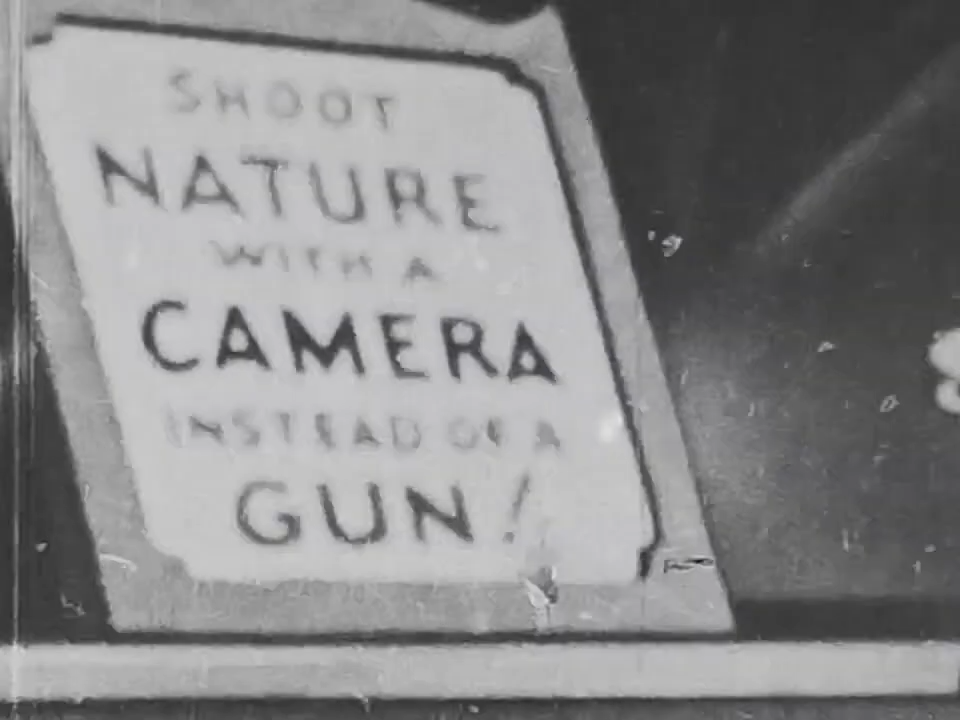 SHOOT
NATURE
WITH A
CAMERA
INSTEAD OF A
GUN!